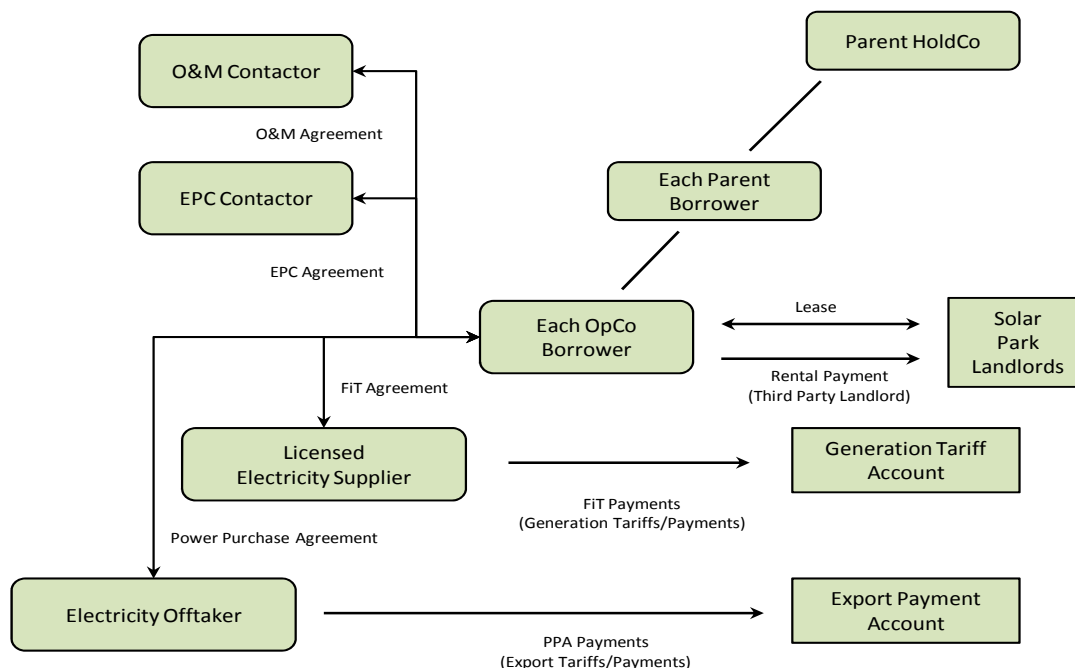 Parent HoldCo
O&M Contactor
O&M Agreement
Each Parent
Borrower
EPC Contactor
EPC Agreement
Each OpCo
Borrower
Lease
Solar
Park
Landlords
Rental Payment
(Third Party Landlord)
FiT Agreement
Licensed
Electricity Supplier
Generation Tariff
Account
FiT Payments
(Generation Tariffs/Payments)
Power Purchase Agreement
Electricity Offtaker
Export Payment
Account
PPA Payments
(Export Tariffs/Payments)